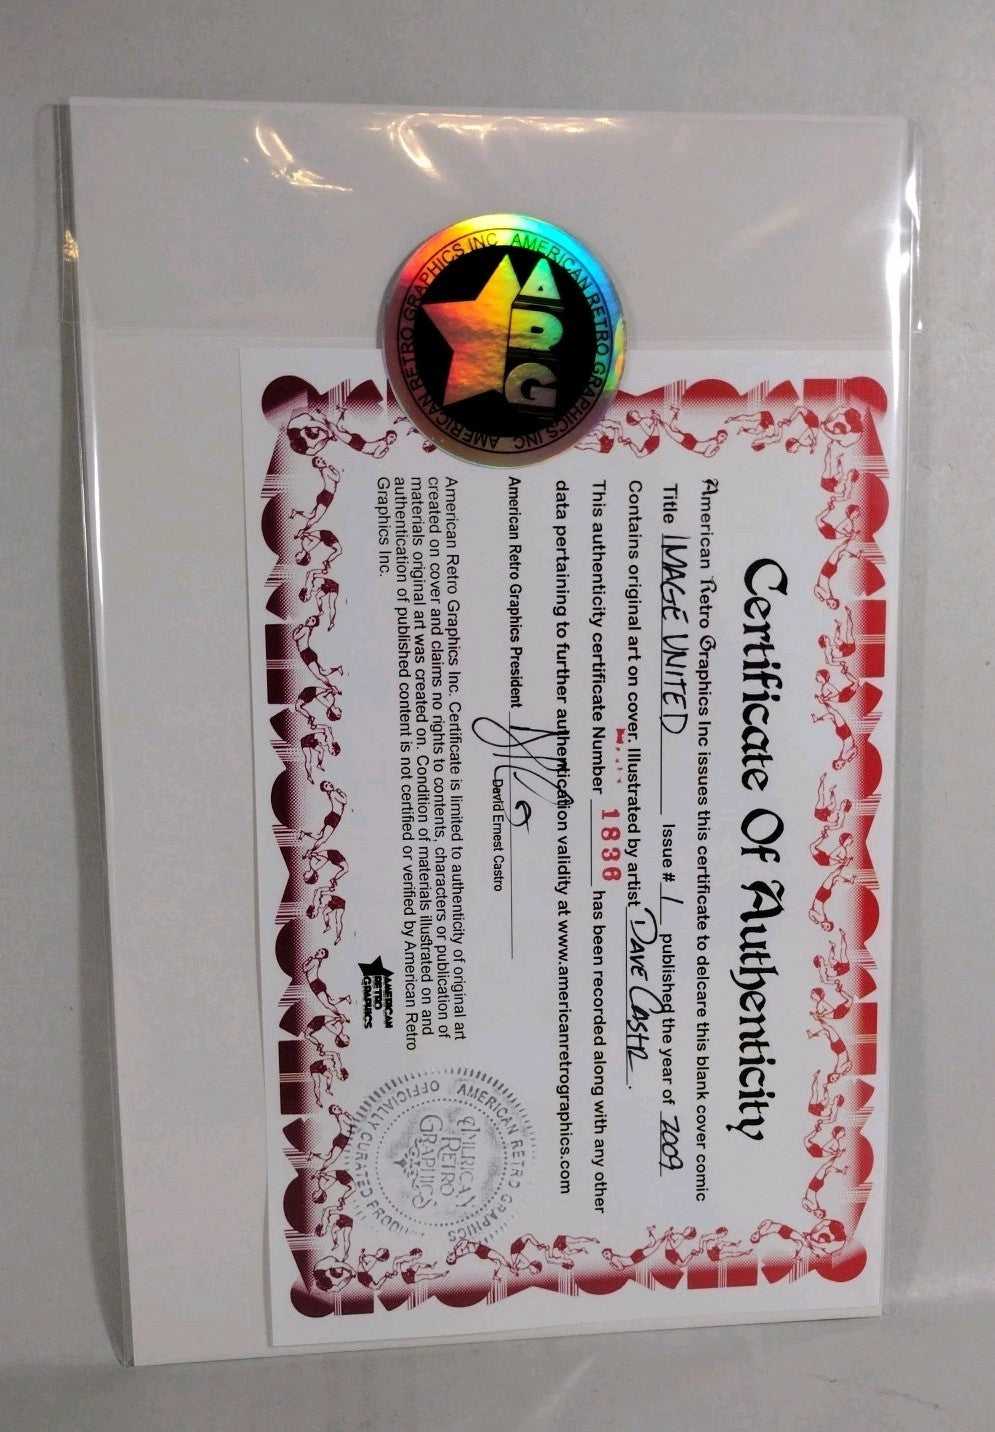 AMERICAN RETRO GRAPHICS INC AMERICAN RETRO GRAPHICS INC
ARG
Certificate Of Authenticity
American Retro Graphics Inc issues this certificate to delcare this blank cover comic
Title IMAGE UNITED Issue # 1 published the year of 2009
Contains original art on cover. Illustrated by artist DAVE CASTR.
This authenticity certificate Number 1836 has been recorded along with any other
data pertaining to further authentication validity at www.americanretrographics.com
American Retro Graphics President
David Ernest Castro
American Retro Graphics Inc. Certificate is limited to authenticity of original art
created on cover and claims no rights to contents, characters or publication of
materials original art was created on. Condition of materials illustrated on and
authentication of published content is not certified or verified by American Retro
Graphics Inc.
AMERICAN
RETRO
GRAPHICS
AMERICAN RETRO GRAPHICS
OFFICIALLY CURATED PRODUCT
AMERICAN
RETRO
GRAPHICS